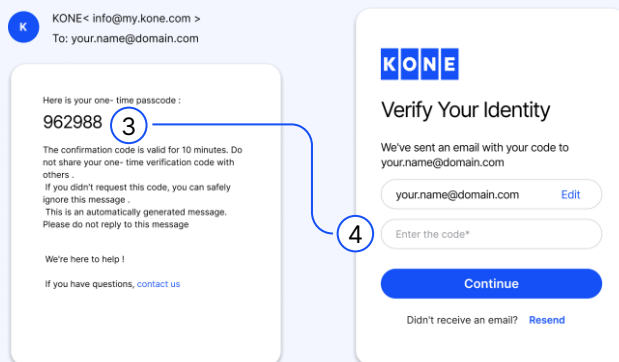 K
KONE< info@my.kone.com >
To: your.name@domain.com
Here is your one- time passcode :
962988
3
The confirmation code is valid for 10 minutes. Do
not share your one- time verification code with
others .
If you didn't request this code, you can safely
ignore this message .
This is an automatically generated message.
Please do not reply to this message
We're here to help !
If you have questions, contact us
KONE
Verify Your Identity
We've sent an email with your code to
your.name@domain.com
your.name@domain.com Edit
4
Enter the code*
Continue
Didn't receive an email? Resend